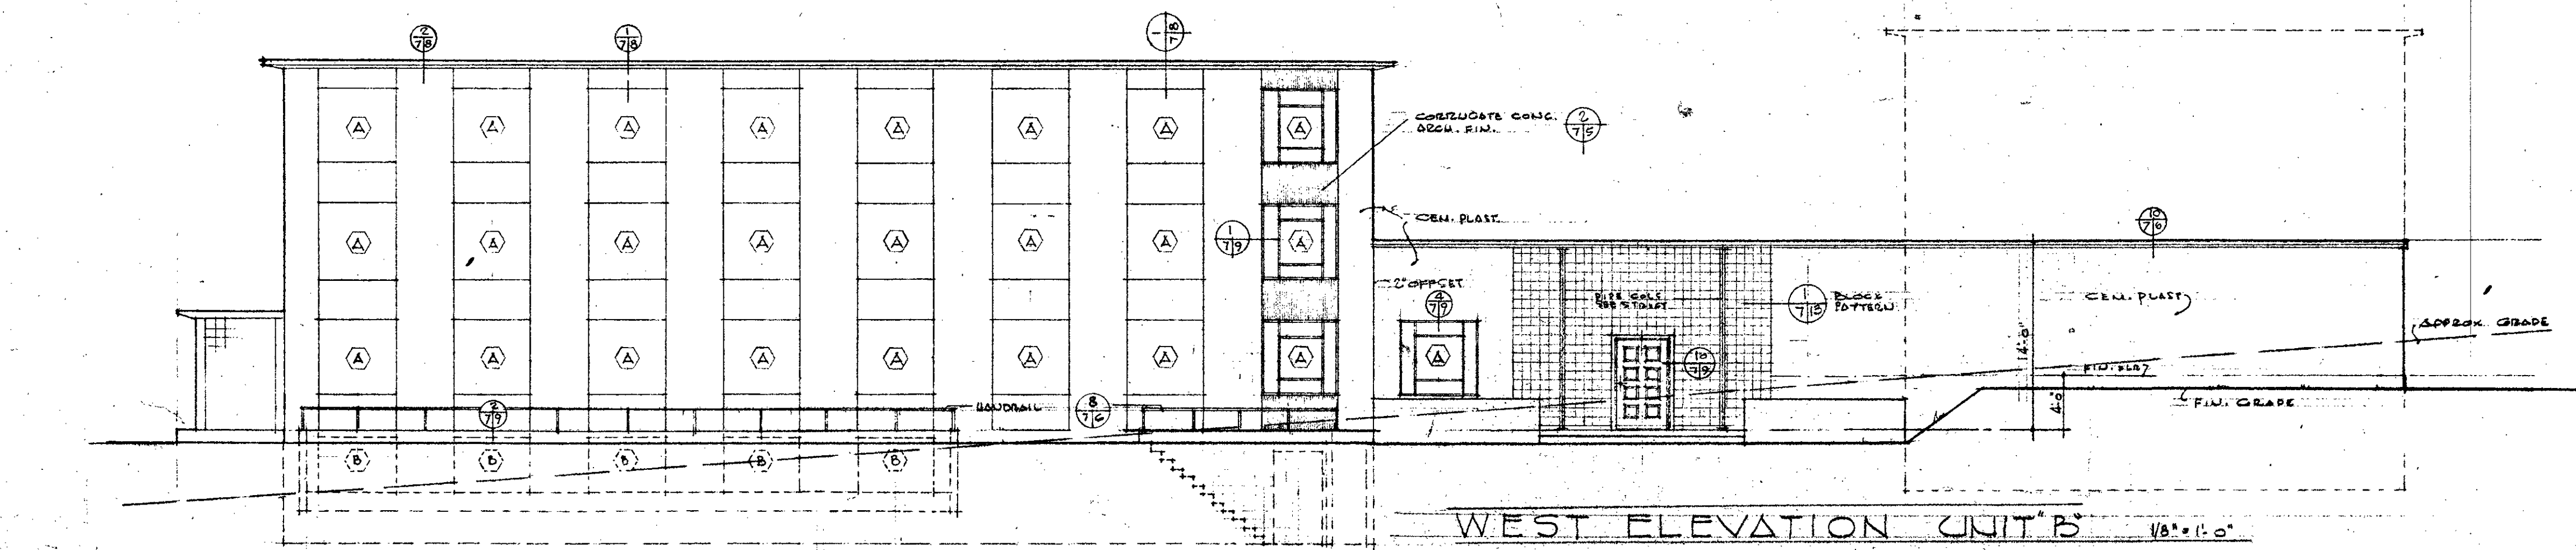 2
7|8
1
7|8
-
7|8
A A A A A A A A
CORRUGATE CONC.
ARCH. FIN.
2
7|5
CEM. PLAST.
A A A A A A A
1
7|9
A
10
7|6
2" OFFSET
4
7|9
PIPE COLS
SEE STRUCT
1
7|13
BLOCK
PATTERN
CEM. PLAST
14'-0"
APPROX GRADE
A A A A A A A A
A
10
7|9
FIN. FLR
4'-0"
FIN. GRADE
2
7|9
HANDRAIL
8
7|6
B B B B B
WEST ELEVATION UNIT "B" 1/8" = 1'-0"